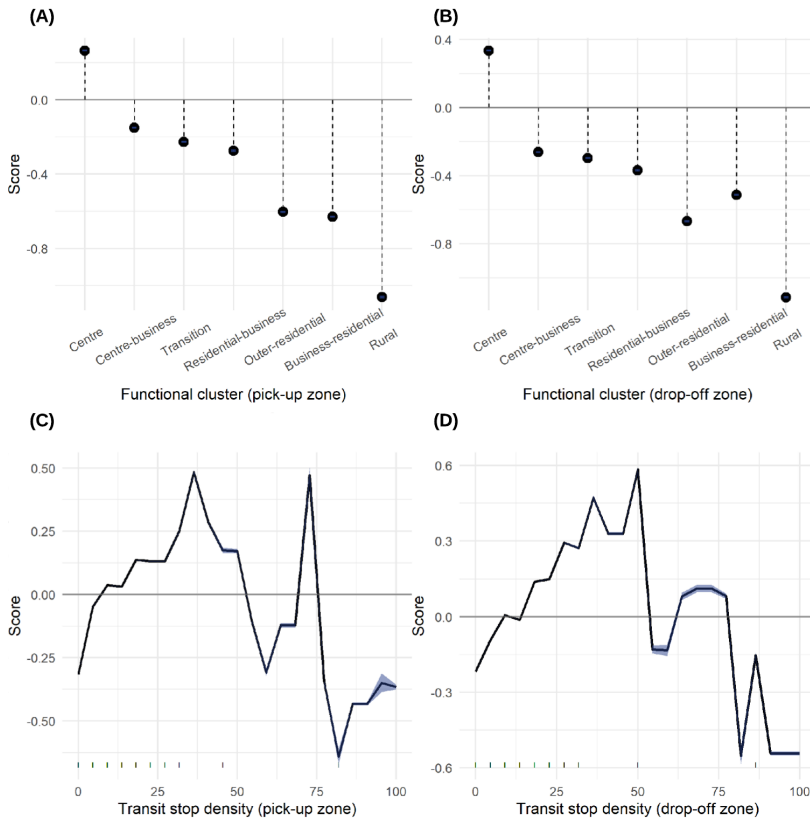 (A)
0.0
-0.4
-0.8
Score
Centre
Centre-business
Transition
Residential-business
Outer-residential
Business-residential
Rural
Functional cluster (pick-up zone)
(B)
0.4
0.0
-0.4
-0.8
Score
Centre
Centre-business
Transition
Residential-business
Outer-residential
Business-residential
Rural
Functional cluster (drop-off zone)
(C)
0.50
0.25
0.00
-0.25
-0.50
Score
0
25
50
75
100
Transit stop density (pick-up zone)
(D)
0.6
0.3
0.0
-0.3
-0.6
Score
0
25
50
75
100
Transit stop density (drop-off zone)